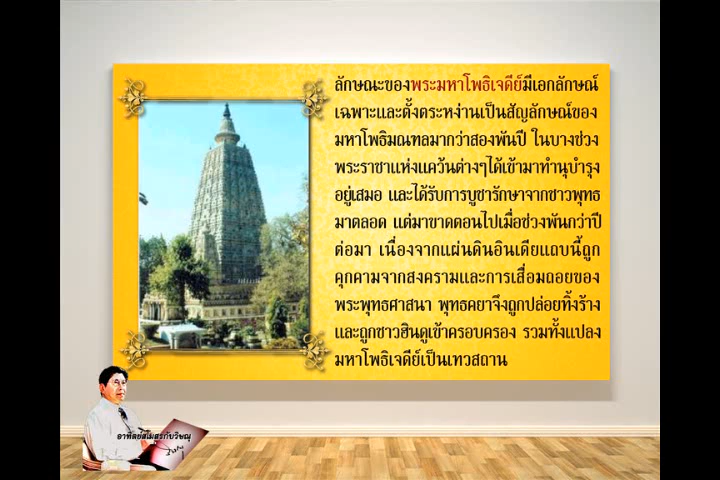 ลักษณะของพระมหาโพธิเจดีย์มีเอกลักษณ์
เฉพาะและตั้งตระหง่านเป็นสัญลักษณ์ของ
มหาโพธิมณฑลมากว่าสองพันปี ในบางช่วง
พระราชาแห่งแคว้นต่างๆได้เข้ามาทำนุบำรุง
อยู่เสมอ และได้รับการบูชารักษาจากชาวพุทธ
มาตลอด แต่มาขาดตอนไปเมื่อช่วงพันกว่าปี
ต่อมา เนื่องจากแผ่นดินอินเดียแถบนี้ถูก
คุกคามจากสงครามและการเสื่อมถอยของ
พระพุทธศาสนา พุทธคยาจึงถูกปล่อยทิ้งร้าง
และถูกชาวฮินดูเข้าครอบครอง รวมทั้งแปลง
มหาโพธิเจดีย์เป็นเทวสถาน
อาทิตย์สโมสรกับวิษณุ